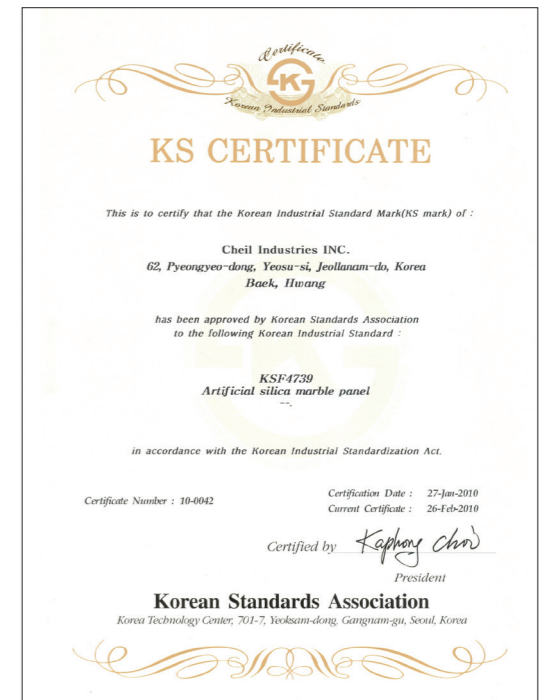 Certificate
KS
Korean Industrial Standards
KS CERTIFICATE
This is to certify that the Korean Industrial Standard Mark(KS mark) of :
Cheil Industries INC.
62, Pyeongyeo-dong, Yeosu-si, Jeollanam-do, Korea
Baek, Hwang
has been approved by Korean Standards Association
to the following Korean Industrial Standard :
KSF4739
Artificial silica marble panel
--.
in accordance with the Korean Industrial Standardization Act.
Certificate Number : 10-0042
Certification Date : 27-Jan-2010
Current Certificate : 26-Feb-2010
Certified by Kaphong Choi
President
Korean Standards Association
Korea Technology Center, 701-7, Yeoksam-dong, Gangnam-gu, Seoul, Korea